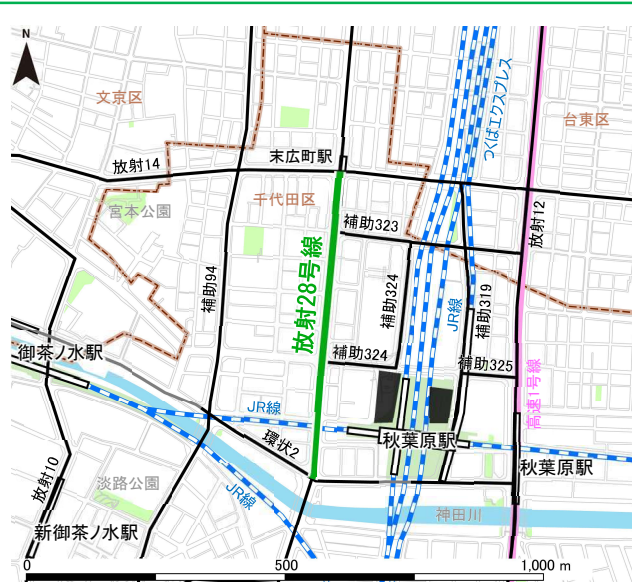 N
文京区
つくばエクスプレス
台東区
放射14
末広町駅
千代田区
宮本公園
補助323
放射12
補助94
放射28号線
補助324
JR線
補助319
補助324
補助325
御茶ノ水駅
高速1号線
JR線
秋葉原駅
環状2
秋葉原駅
放射10
淡路公園
JR線
神田川
新御茶ノ水駅
0 500 1,000 m